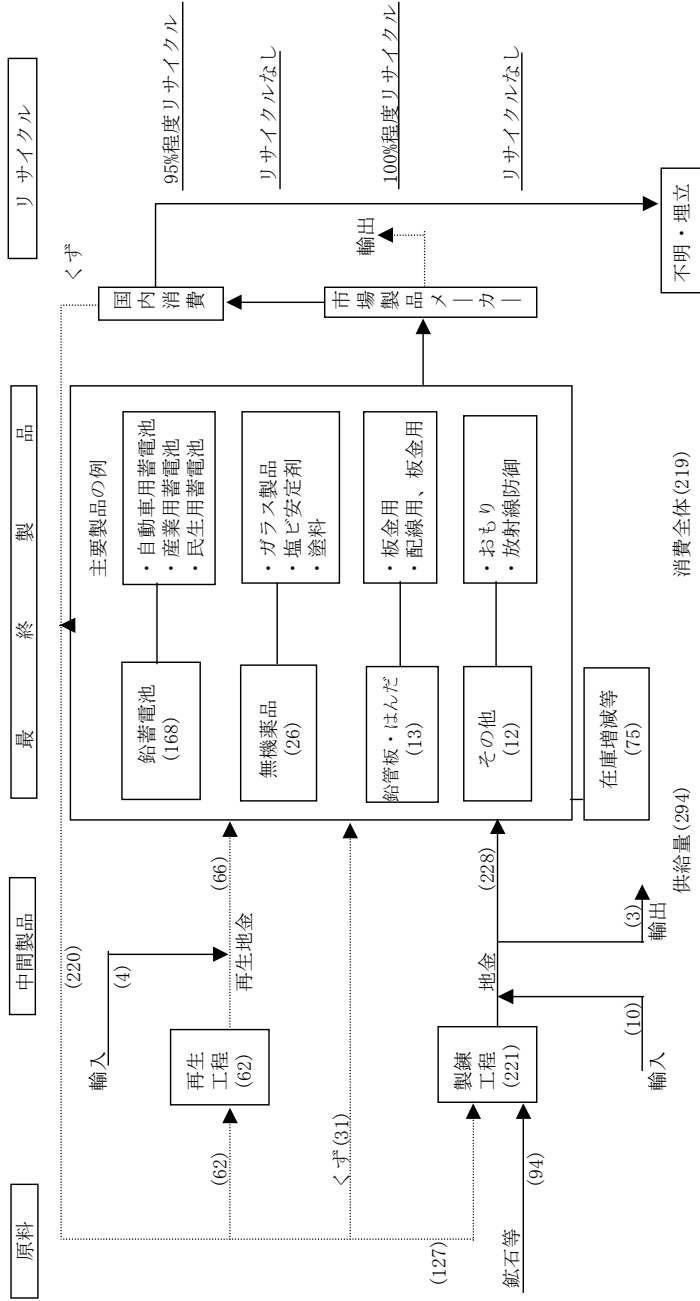 原料
中間製品
最終製品
リサイクル
輸入
(4)
(220)
くず
(62)
再生
工程
(62)
再生地金
(66)
くず(31)
(127)
鉱石等
(94)
製錬
工程
(221)
地金
(228)
(10)
輸入
(3)
輸出
供給量(294)
主要製品の例
鉛蓄電池
(168)
・自動車用蓄電池
・産業用蓄電池
・民生用蓄電池
無機薬品
(26)
・ガラス製品
・塩ビ安定剤
・塗料
鉛管板・はんだ
(13)
・板金用
・配線用、板金用
その他
(12)
・おもり
・放射線防御
在庫増減等
(75)
消費全体(219)
国内
消費
市場製品メーカー
輸出
不明・埋立
95%程度リサイクル
リサイクルなし
100%程度リサイクル
リサイクルなし